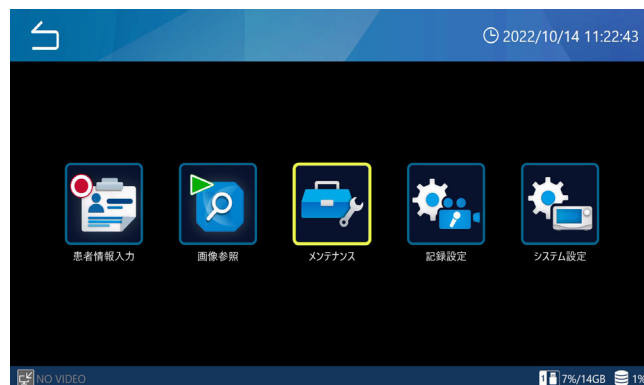 2022/10/14 11:22:43
患者情報入力
画像参照
メンテナンス
記録設定
システム設定
NO VIDEO
1 7%/14GB 1%